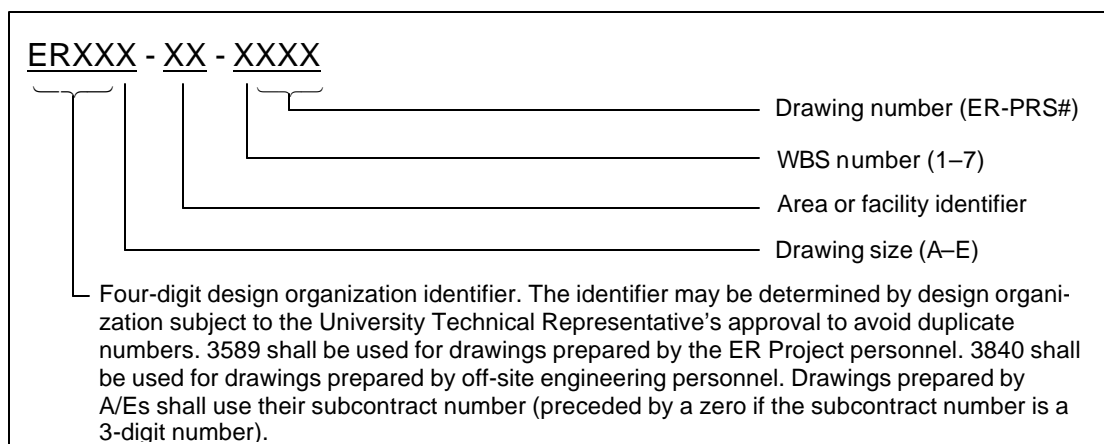 ERXXX - XX - XXXX
Drawing number (ER-PRS#)
WBS number (1–7)
Area or facility identifier
Drawing size (A–E)
Four-digit design organization identifier. The identifier may be determined by design organi-
zation subject to the University Technical Representative’s approval to avoid duplicate
numbers. 3589 shall be used for drawings prepared by the ER Project personnel. 3840 shall
be used for drawings prepared by off-site engineering personnel. Drawings prepared by
A/Es shall use their subcontract number (preceded by a zero if the subcontract number is a
3-digit number).